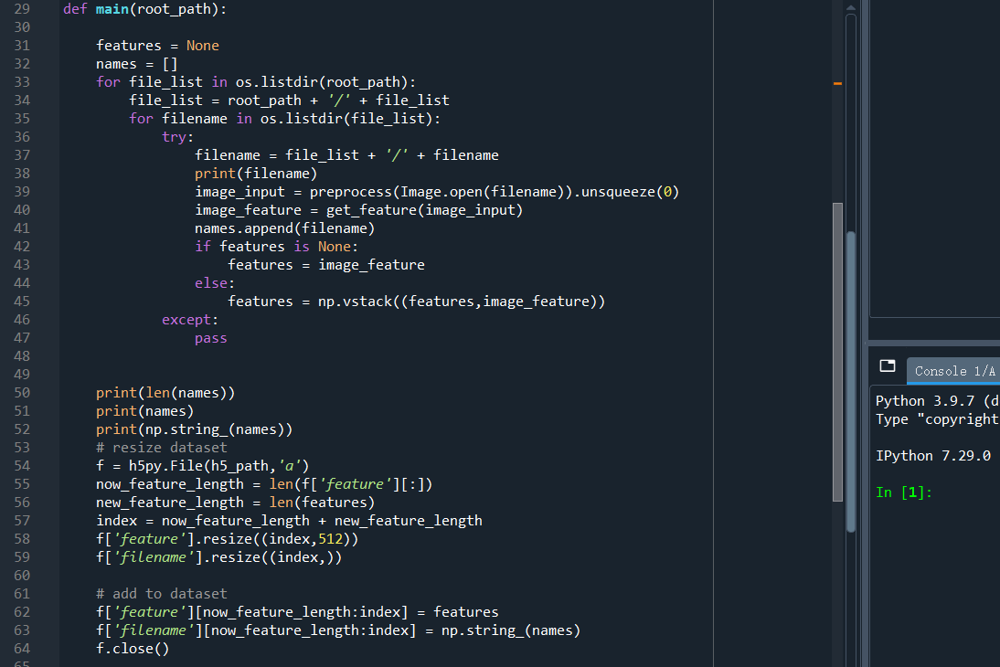 29 def main(root_path):
30
31     features = None
32     names = []
33     for file_list in os.listdir(root_path):
34         file_list = root_path + '/' + file_list
35         for filename in os.listdir(file_list):
36             try:
37                 filename = file_list + '/' + filename
38                 print(filename)
39                 image_input = preprocess(Image.open(filename)).unsqueeze(0)
40                 image_feature = get_feature(image_input)
41                 names.append(filename)
42                 if features is None:
43                     features = image_feature
44                 else:
45                     features = np.vstack((features,image_feature))
46             except:
47                 pass
48
49
50     print(len(names))
51     print(names)
52     print(np.string_(names))
53     # resize dataset
54     f = h5py.File(h5_path,'a')
55     now_feature_length = len(f['feature'][:])
56     new_feature_length = len(features)
57     index = now_feature_length + new_feature_length
58     f['feature'].resize((index,512))
59     f['filename'].resize((index,))
60
61     # add to dataset
62     f['feature'][now_feature_length:index] = features
63     f['filename'][now_feature_length:index] = np.string_(names)
64     f.close()
65
Console 1/A
Python 3.9.7 (d
Type "copyright
IPython 7.29.0
In [1]: